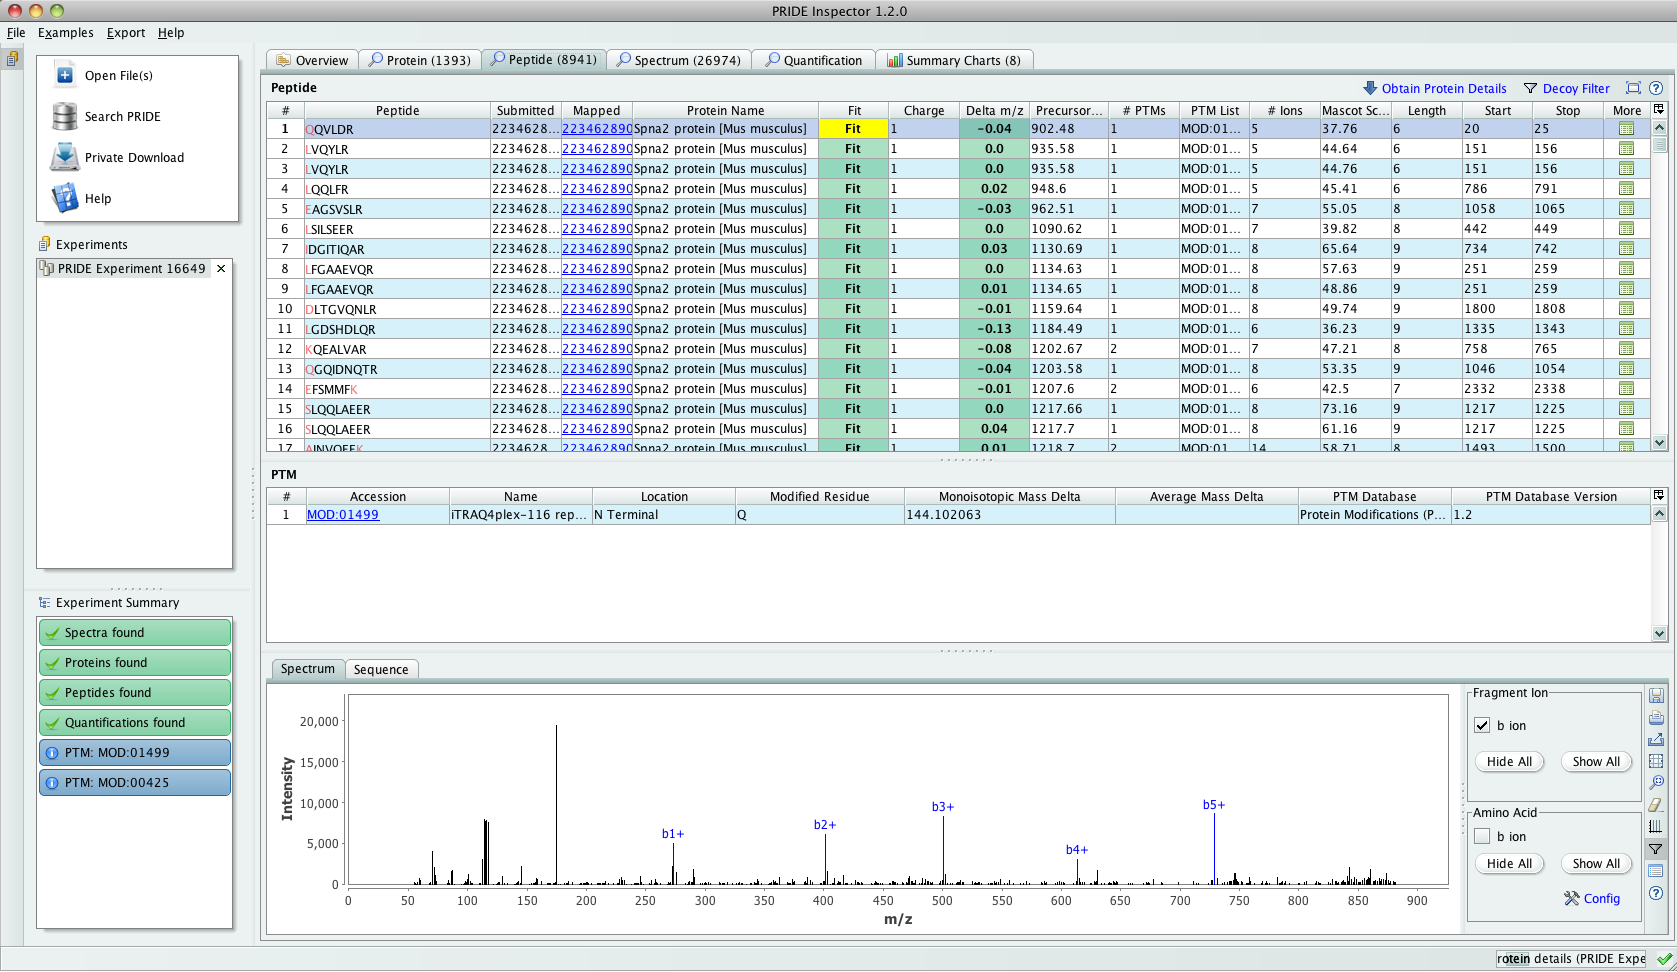 PRIDE Inspector 1.2.0
File Examples Export Help
Open File(s)
Search PRIDE
Private Download
Help
Experiments
PRIDE Experiment 16649
Experiment Summary
Spectra found
Proteins found
Peptides found
Quantifications found
PTM: MOD:01499
PTM: MOD:00425
Overview Protein (1393) Peptide (8941) Spectrum (26974) Quantification Summary Charts (8)
Peptide Obtain Protein Details Decoy Filter
# Peptide Submitted Mapped Protein Name Fit Charge Delta m/z Precursor... # PTMs PTM List # Ions Mascot Sc... Length Start Stop More
1 QQVLDR 2234628... 223462890 Spna2 protein [Mus musculus] Fit 1 -0.04 902.48 1 MOD:01... 5 37.76 6 20 25
2 LVQYLR 2234628... 223462890 Spna2 protein [Mus musculus] Fit 1 0.0 935.58 1 MOD:01... 5 44.64 6 151 156
3 LVQYLR 2234628... 223462890 Spna2 protein [Mus musculus] Fit 1 0.0 935.58 1 MOD:01... 5 44.76 6 151 156
4 LQQLFR 2234628... 223462890 Spna2 protein [Mus musculus] Fit 1 0.02 948.6 1 MOD:01... 5 45.41 6 786 791
5 EAGSVSLR 2234628... 223462890 Spna2 protein [Mus musculus] Fit 1 -0.03 962.51 1 MOD:01... 7 55.05 8 1058 1065
6 LSILSEER 2234628... 223462890 Spna2 protein [Mus musculus] Fit 1 0.0 1090.62 1 MOD:01... 7 39.82 8 442 449
7 IDGITIQAR 2234628... 223462890 Spna2 protein [Mus musculus] Fit 1 0.03 1130.69 1 MOD:01... 8 65.64 9 734 742
8 LFGAAEVQR 2234628... 223462890 Spna2 protein [Mus musculus] Fit 1 0.0 1134.63 1 MOD:01... 8 57.63 9 251 259
9 LFGAAEVQR 2234628... 223462890 Spna2 protein [Mus musculus] Fit 1 0.01 1134.65 1 MOD:01... 8 48.86 9 251 259
10 DLTGVQNLR 2234628... 223462890 Spna2 protein [Mus musculus] Fit 1 -0.01 1159.64 1 MOD:01... 8 49.74 9 1800 1808
11 LGDSHDLQR 2234628... 223462890 Spna2 protein [Mus musculus] Fit 1 -0.13 1184.49 1 MOD:01... 6 36.23 9 1335 1343
12 KQEALVAR 2234628... 223462890 Spna2 protein [Mus musculus] Fit 1 -0.08 1202.67 2 MOD:01... 7 47.21 8 758 765
13 QGQIDNQTR 2234628... 223462890 Spna2 protein [Mus musculus] Fit 1 -0.04 1203.58 1 MOD:01... 8 53.35 9 1046 1054
14 EFSMMFK 2234628... 223462890 Spna2 protein [Mus musculus] Fit 1 -0.01 1207.6 2 MOD:01... 6 42.5 7 2332 2338
15 SLQQLAEER 2234628... 223462890 Spna2 protein [Mus musculus] Fit 1 0.0 1217.66 1 MOD:01... 8 73.16 9 1217 1225
16 SLQQLAEER 2234628... 223462890 Spna2 protein [Mus musculus] Fit 1 0.04 1217.7 1 MOD:01... 8 61.16 9 1217 1225
17 AINVQEEK 2234628... 223462890 Spna2 protein [Mus musculus] Fit 1 0.01 1218.7 2 MOD:01... 14 58.71 8 1493 1500
PTM
# Accession Name Location Modified Residue Monoisotopic Mass Delta Average Mass Delta PTM Database PTM Database Version
1 MOD:01499 iTRAQ4plex-116 rep... N Terminal Q 144.102063 Protein Modifications (P... 1.2
Spectrum Sequence
Intensity
20,000
15,000
10,000
5,000
0
b1+ b2+ b3+ b4+ b5+
0 50 100 150 200 250 300 350 400 450 500 550 600 650 700 750 800 850 900
m/z
Fragment Ion
b ion
Hide All Show All
Amino Acid
b ion
Hide All Show All
Config
rotein details (PRIDE Expe